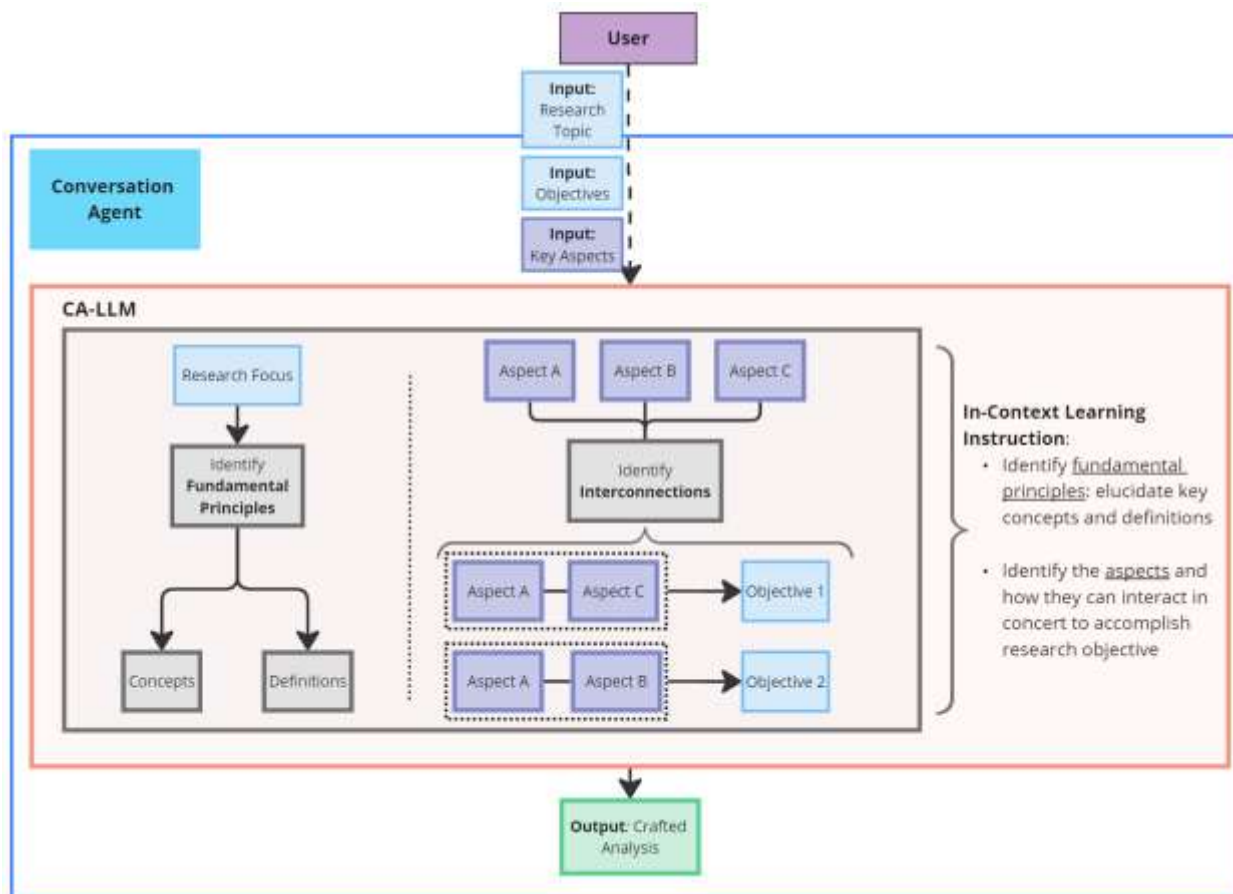 User
Input:
Research
Topic
Input:
Objectives
Input:
Key Aspects
Conversation
Agent
CA-LLM
Research Focus
Identify
Fundamental
Principles
Concepts
Definitions
Aspect A
Aspect B
Aspect C
Identify
Interconnections
Aspect A
Aspect C
Objective 1
Aspect A
Aspect B
Objective 2
In-Context Learning
Instruction:
• Identify fundamental
principles: elucidate key
concepts and definitions
• Identify the aspects and
how they can interact in
concert to accomplish
research objective
Output: Crafted
Analysis